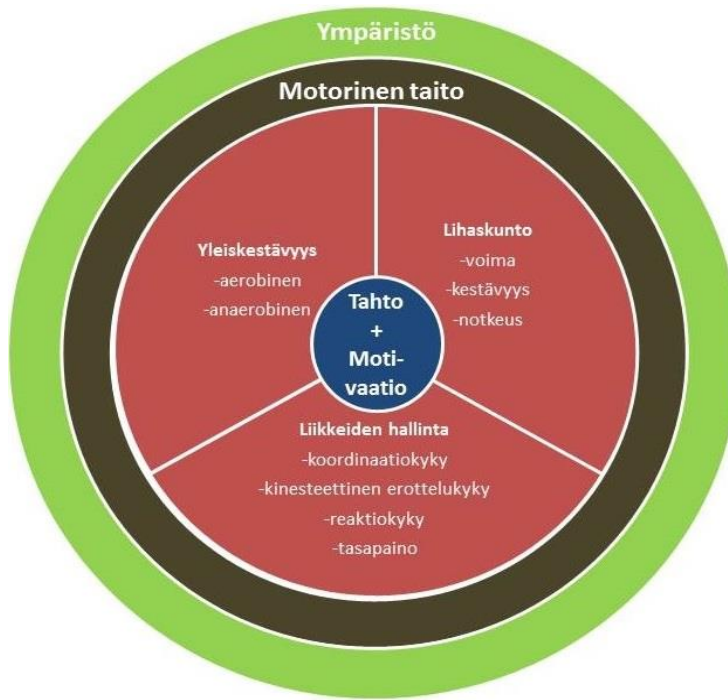 Ympäristö
Motorinen taito
Yleiskestävyys
-aerobinen
-anaerobinen
Lihaskunto
-voima
-kestävyys
-notkeus
Tahto
+
Moti-
vaatio
Liikkeiden hallinta
-koordinaatiokyky
-kinesteettinen erottelukyky
-reaktiokyky
-tasapaino